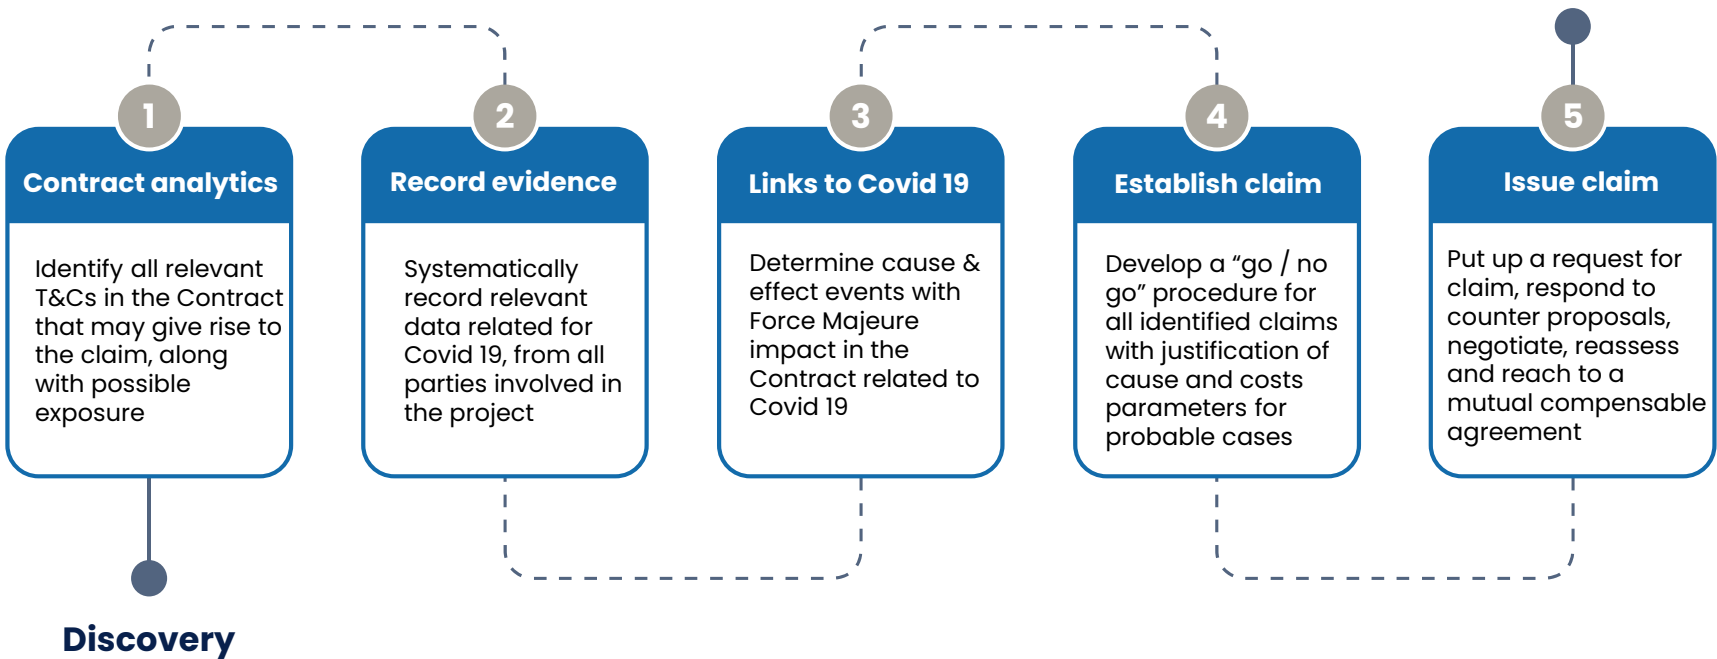 1
Contract analytics
Identify all relevant
T&Cs in the Contract
that may give rise to
the claim, along
with possible
exposure
2
Record evidence
Systematically
record relevant
data related for
Covid 19, from all
parties involved in
the project
3
Links to Covid 19
Determine cause &
effect events with
Force Majeure
impact in the
Contract related to
Covid 19
4
Establish claim
Develop a “go / no
go” procedure for
all identified claims
with justification of
cause and costs
parameters for
probable cases
5
Issue claim
Put up a request for
claim, respond to
counter proposals,
negotiate, reassess
and reach to a
mutual compensable
agreement
Discovery